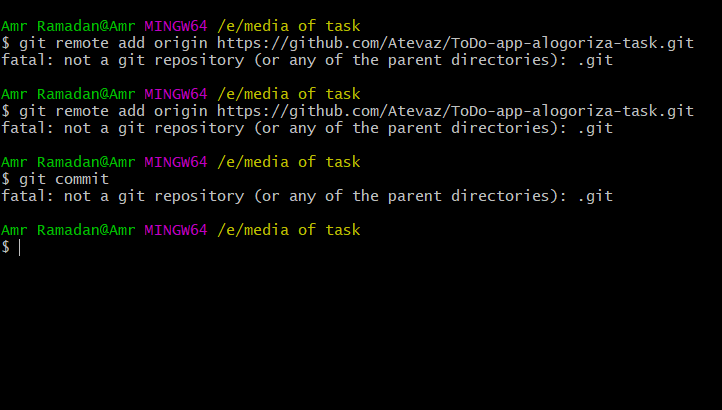 Amr Ramadan@Amr MINGW64 /e/media of task
$ git remote add origin https://github.com/Atevaz/ToDo-app-alogoriza-task.git
fatal: not a git repository (or any of the parent directories): .git
Amr Ramadan@Amr MINGW64 /e/media of task
$ git remote add origin https://github.com/Atevaz/ToDo-app-alogoriza-task.git
fatal: not a git repository (or any of the parent directories): .git
Amr Ramadan@Amr MINGW64 /e/media of task
$ git commit
fatal: not a git repository (or any of the parent directories): .git
Amr Ramadan@Amr MINGW64 /e/media of task
$